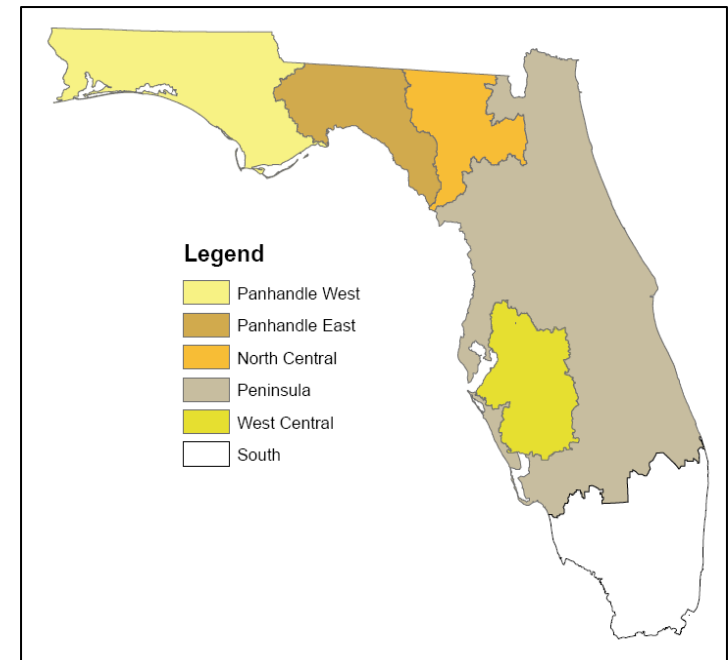 Legend
Panhandle West
Panhandle East
North Central
Peninsula
West Central
South